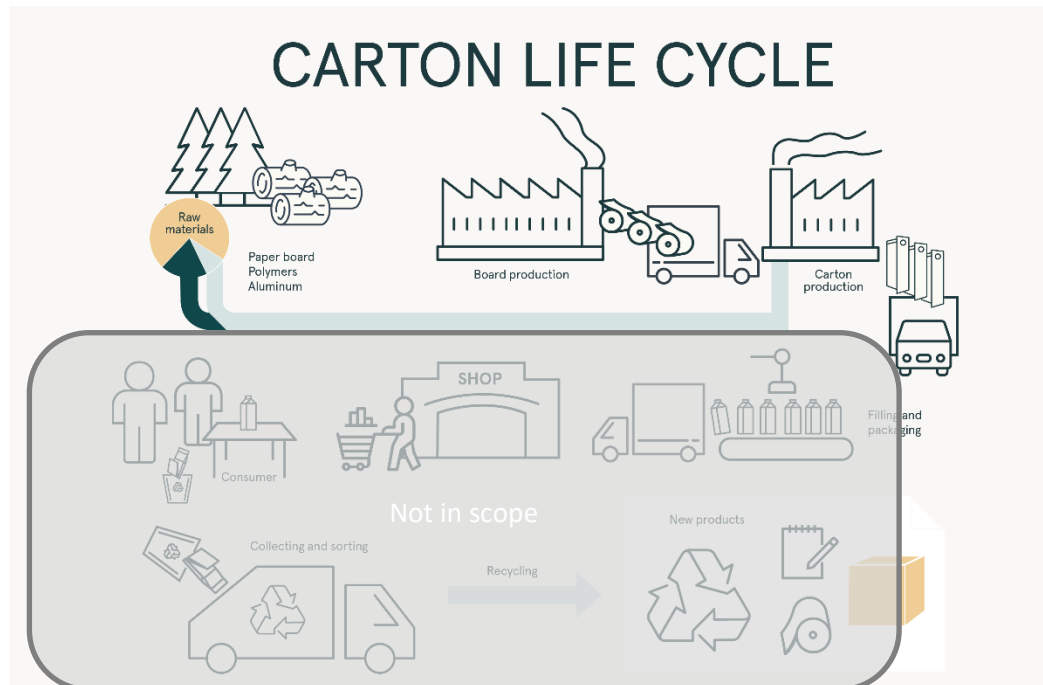 CARTON LIFE CYCLE
Raw
materials
Paper board
Polymers
Aluminum
Board production
Carton
production
SHOP
Filling and
packaging
Consumer
Not in scope
New products
Collecting and sorting
Recycling